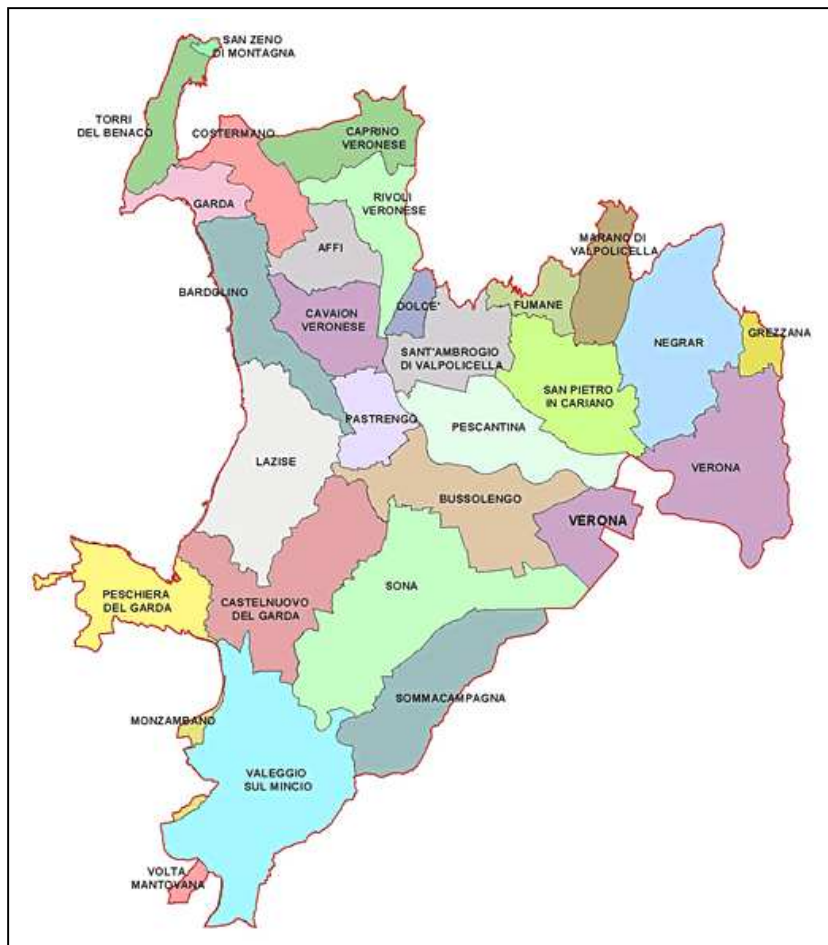 SAN ZENO
DI MONTAGNA
TORRI
DEL BENACO
COSTERMANO
CAPRINO
VERONESE
GARDA
RIVOLI
VERONESE
AFFI
MARANO DI
VALPOLICELLA
BARDOLINO
CAVAION
VERONESE
DOLCE'
FUMANE
GREZZANA
NEGRAR
SANT'AMBROGIO
DI VALPOLICELLA
SAN PIETRO
IN CARIANO
PASTRENGO
PESCANTINA
LAZISE
VERONA
BUSSOLENGO
VERONA
PESCHIERA
DEL GARDA
CASTELNUOVO
DEL GARDA
SONA
SOMMACAMPAGNA
MONZAMBANO
VALEGGIO
SUL MINCIO
VOLTA
MANTOVANA